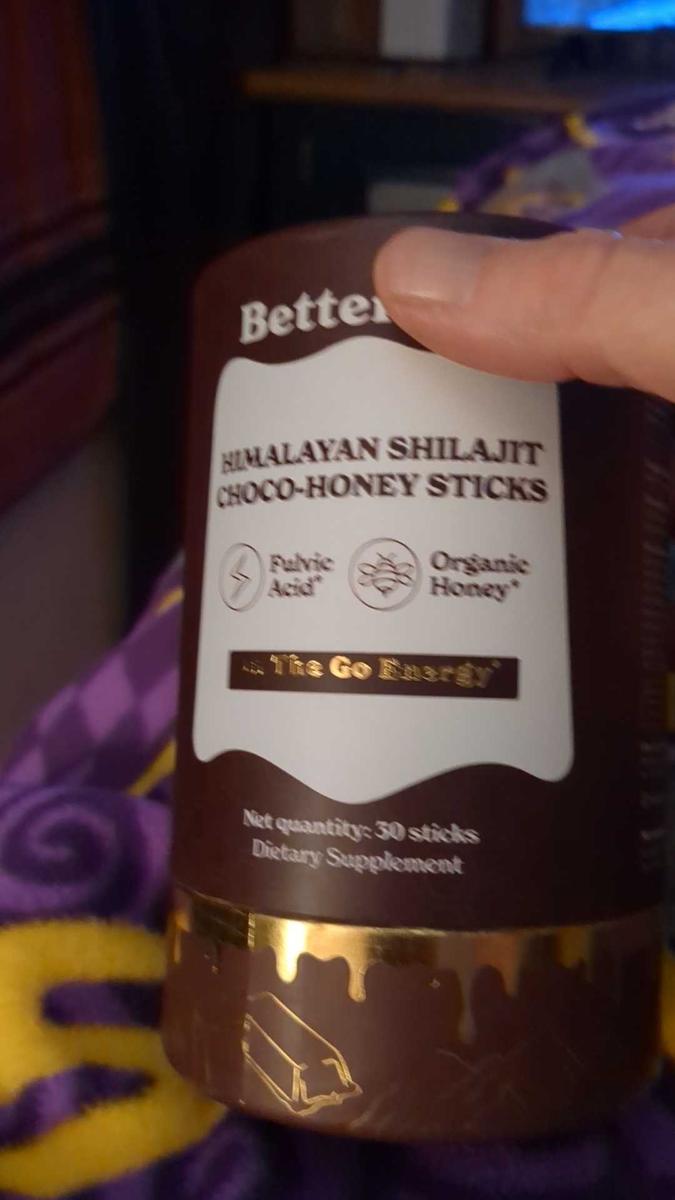 Better
HIMALAYAN SHILAJIT
CHOCO-HONEY STICKS
Fulvic Organic
Acid* Honey*
The Go Energy*
Net quantity: 30 sticks
Dietary Supplement